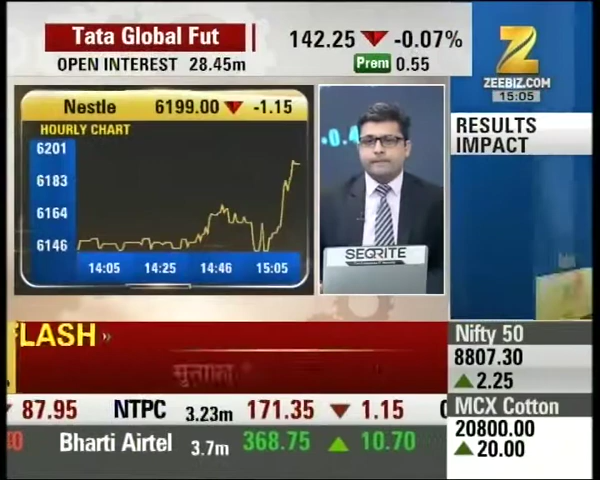 Tata Global Fut
142.25 -0.07%
OPEN INTEREST 28.45m
Prem 0.55
Z
ZEEBIZ.COM
15:05
Nestle 6199.00 -1.15
HOURLY CHART
6201
6183
6164
6146
14:05 14:25 14:46 15:05
-0.4
SEQRITE
RESULTS
IMPACT
FLASH
Nifty 50
8807.30
2.25
87.95 NTPC 3.23m 171.35 1.15
Bharti Airtel 3.7m 368.75 10.70
MCX Cotton
20800.00
20.00